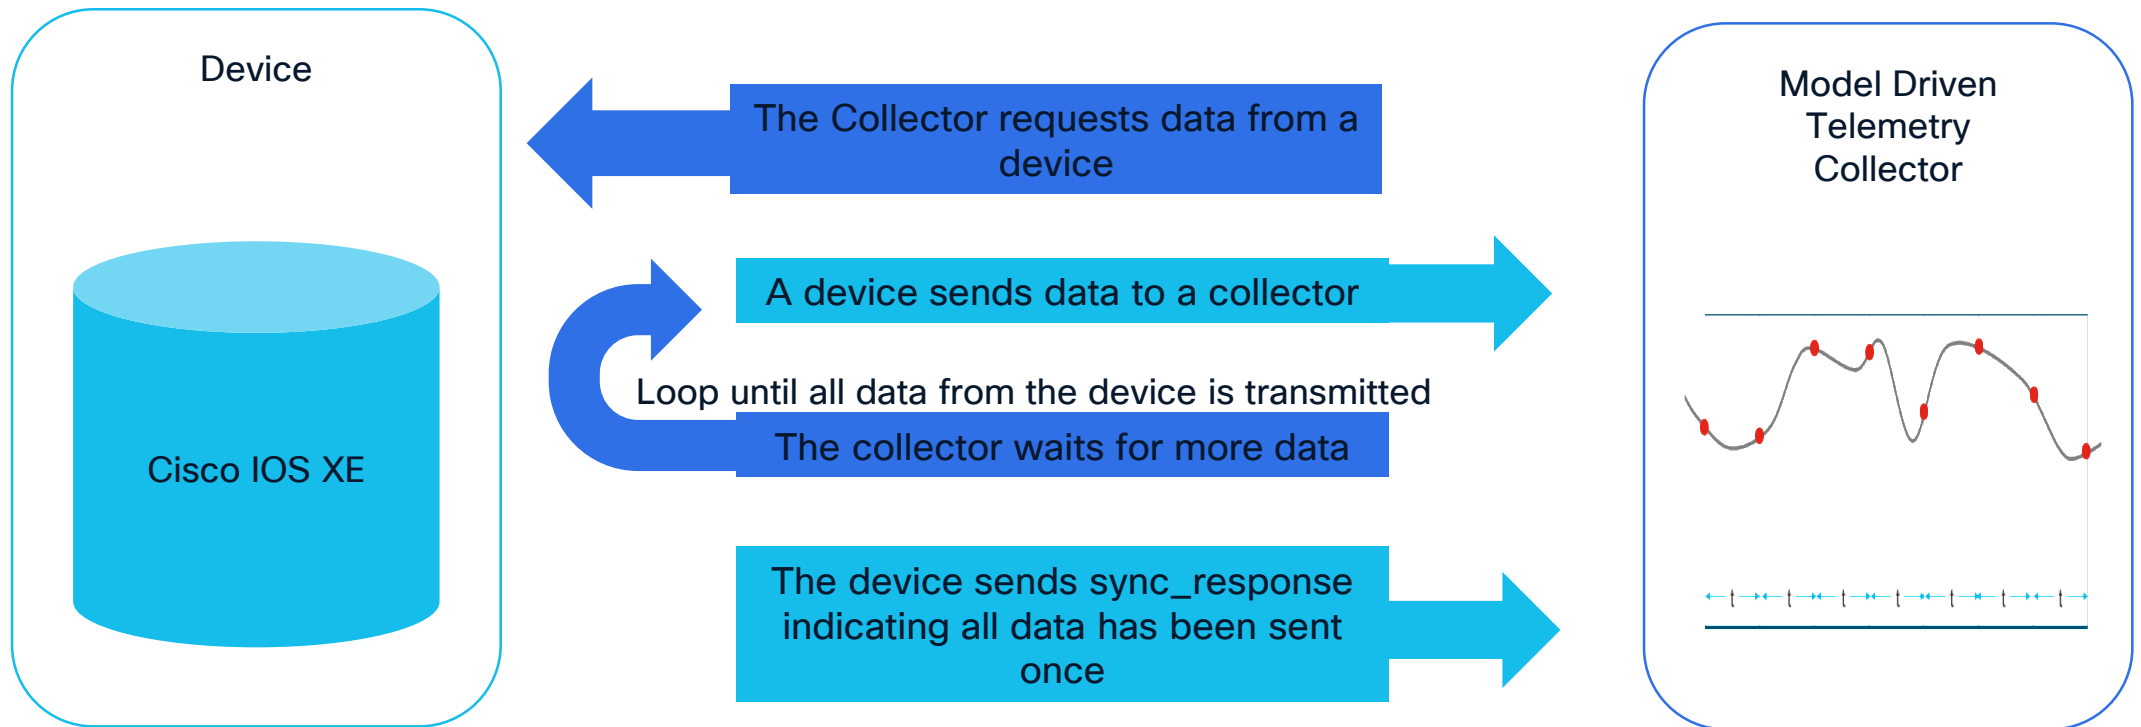 Device
Cisco IOS XE
The Collector requests data from a
device
A device sends data to a collector
Loop until all data from the device is transmitted
The collector waits for more data
The device sends sync_response
indicating all data has been sent
once
Model Driven
Telemetry
Collector
t t t t t t t